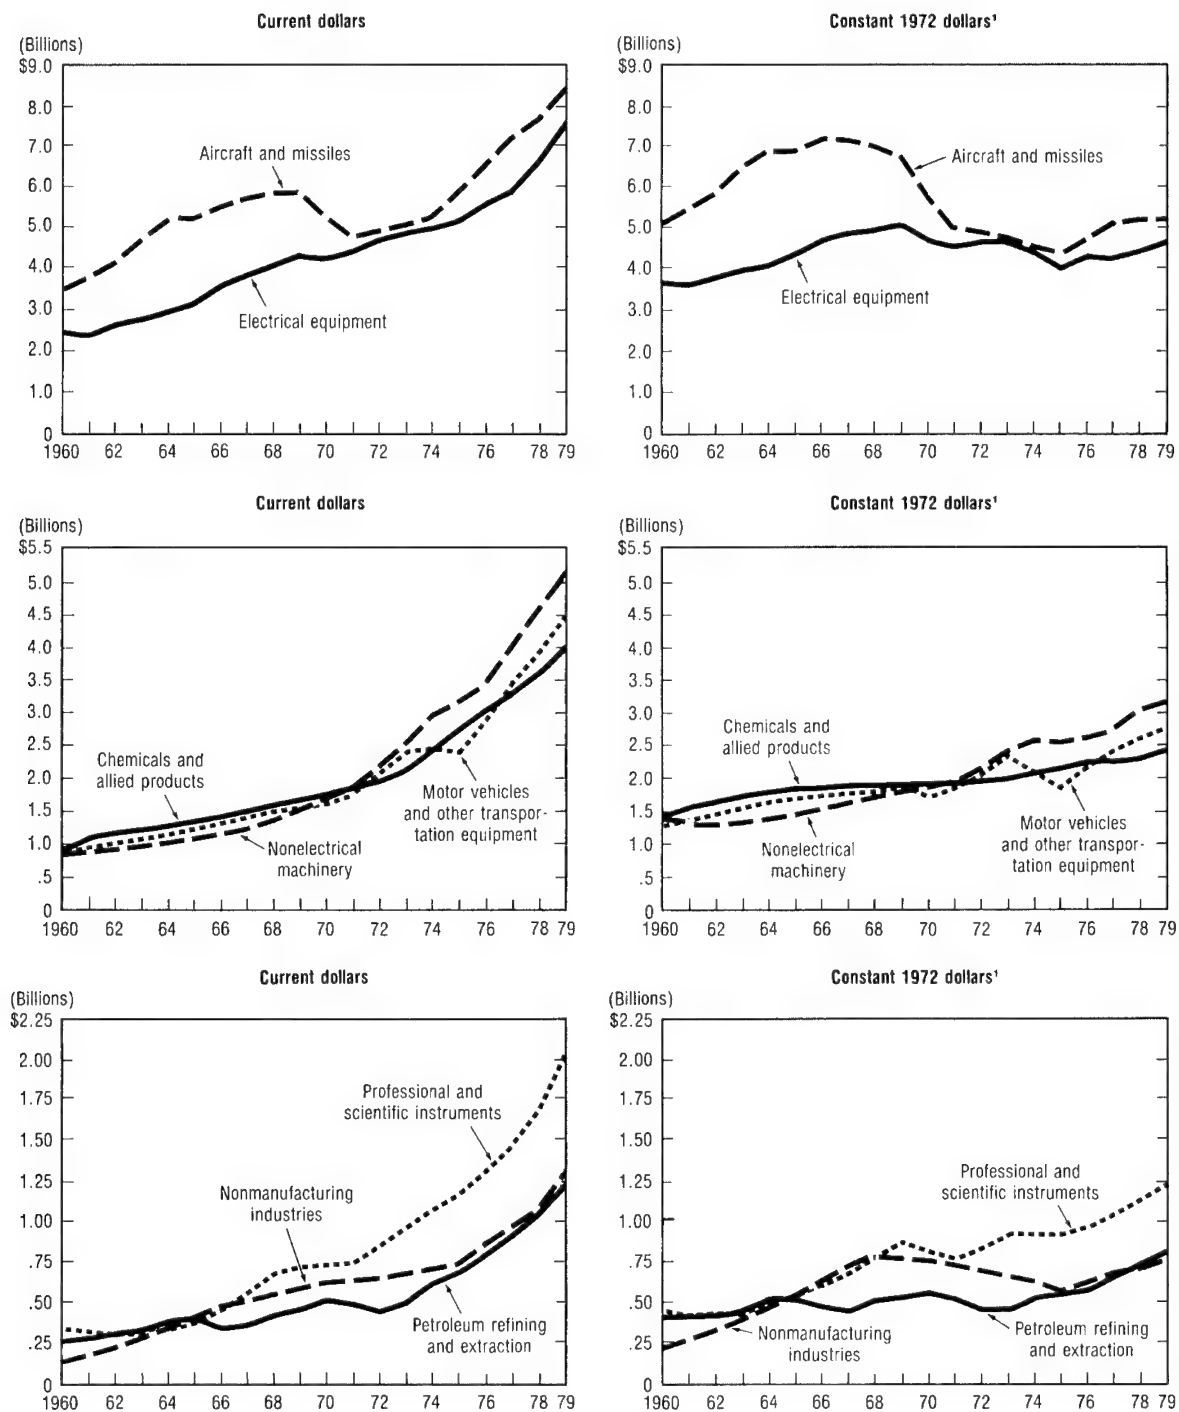 Current dollars
(Billions)
$9.0
8.0
7.0
6.0
5.0
4.0
3.0
2.0
1.0
0
Aircraft and missiles
Electrical equipment
1960 62 64 66 68 70 72 74 76 78 79
Constant 1972 dollars¹
(Billions)
$9.0
8.0
7.0
6.0
5.0
4.0
3.0
2.0
1.0
0
Aircraft and missiles
Electrical equipment
1960 62 64 66 68 70 72 74 76 78 79
Current dollars
(Billions)
$5.5
5.0
4.5
4.0
3.5
3.0
2.5
2.0
1.5
1.0
.5
0
Chemicals and
allied products
Motor vehicles
and other transpor-
tation equipment
Nonelectrical
machinery
1960 62 64 66 68 70 72 74 76 78 79
Constant 1972 dollars¹
(Billions)
$5.5
5.0
4.5
4.0
3.5
3.0
2.5
2.0
1.5
1.0
.5
0
Chemicals and
allied products
Motor vehicles
and other transpor-
tation equipment
Nonelectrical
machinery
1960 62 64 66 68 70 72 74 76 78 79
Current dollars
(Billions)
$2.25
2.00
1.75
1.50
1.25
1.00
.75
.50
.25
0
Professional and
scientific instruments
Nonmanufacturing
industries
Petroleum refining
and extraction
1960 62 64 66 68 70 72 74 76 78 79
Constant 1972 dollars¹
(Billions)
$2.25
2.00
1.75
1.50
1.25
1.00
.75
.50
.25
0
Professional and
scientific instruments
Nonmanufacturing
industries
Petroleum refining
and extraction
1960 62 64 66 68 70 72 74 76 78 79